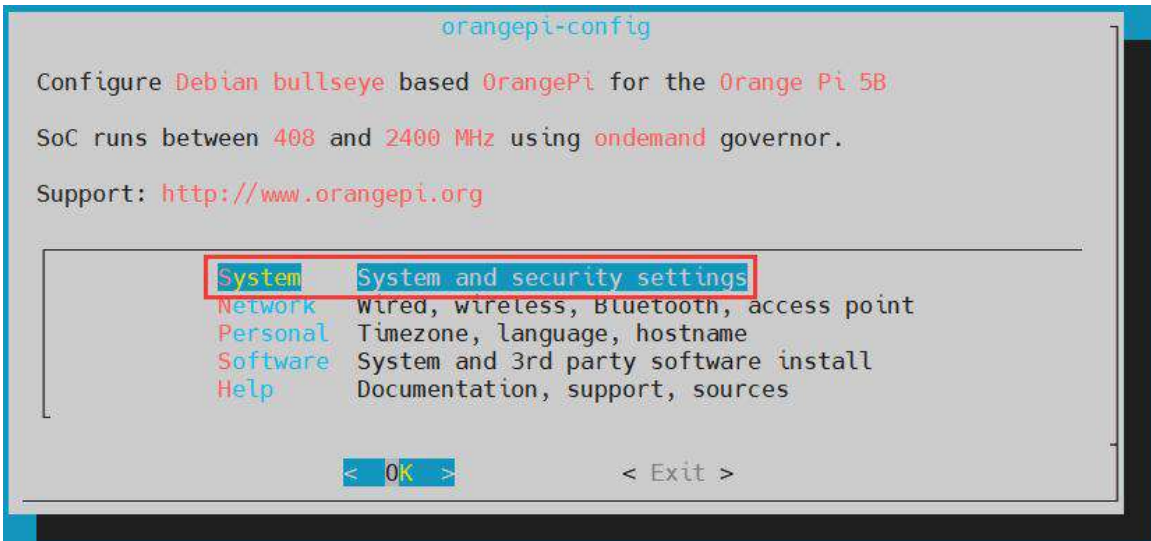 orangepi-config
Configure Debian bullseye based OrangePi for the Orange Pi 5B
SoC runs between 408 and 2400 MHz using ondemand governor.
Support: http://www.orangepi.org
System System and security settings
Network Wired, wireless, Bluetooth, access point
Personal Timezone, language, hostname
Software System and 3rd party software install
Help Documentation, support, sources
< OK > < Exit >